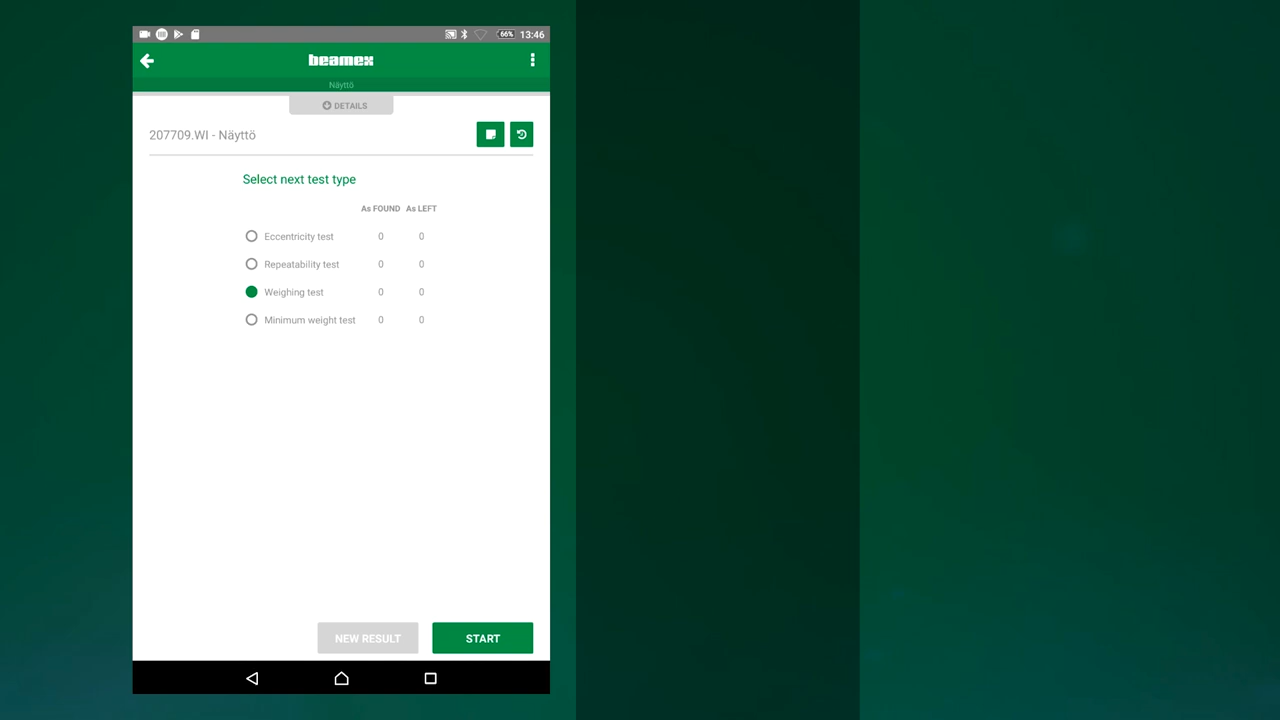 66% 13:46
beamex
Näyttö
DETAILS
207709.WI - Näyttö
Select next test type
As FOUND As LEFT
Eccentricity test 0 0
Repeatability test 0 0
Weighing test 0 0
Minimum weight test 0 0
NEW RESULT START